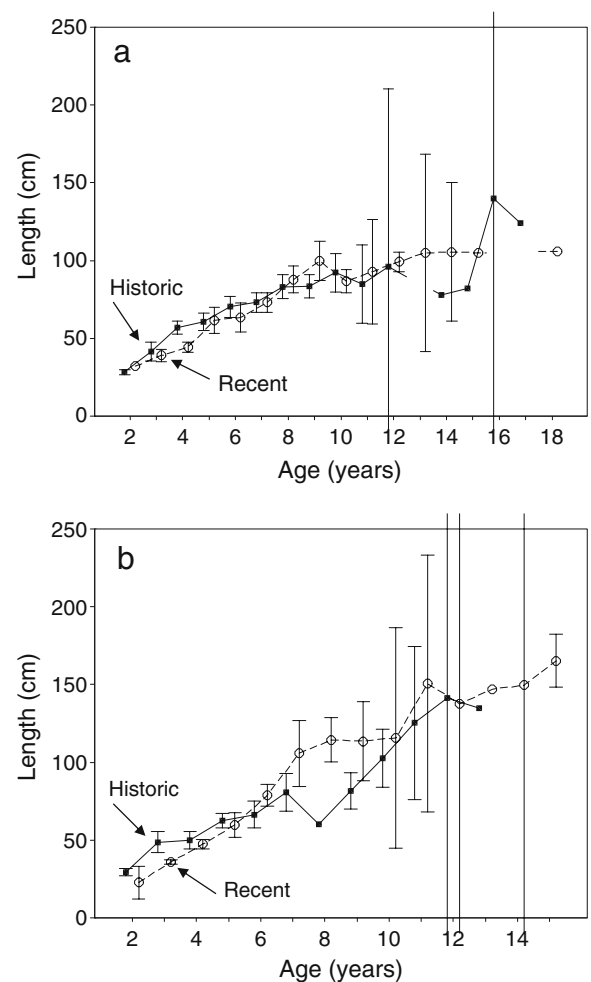 a
250
200
150
100
50
0
Length (cm)
Historic
Recent
2 4 6 8 10 12 14 16 18
Age (years)
b
250
200
150
100
50
0
Length (cm)
Historic
Recent
2 4 6 8 10 12 14
Age (years)